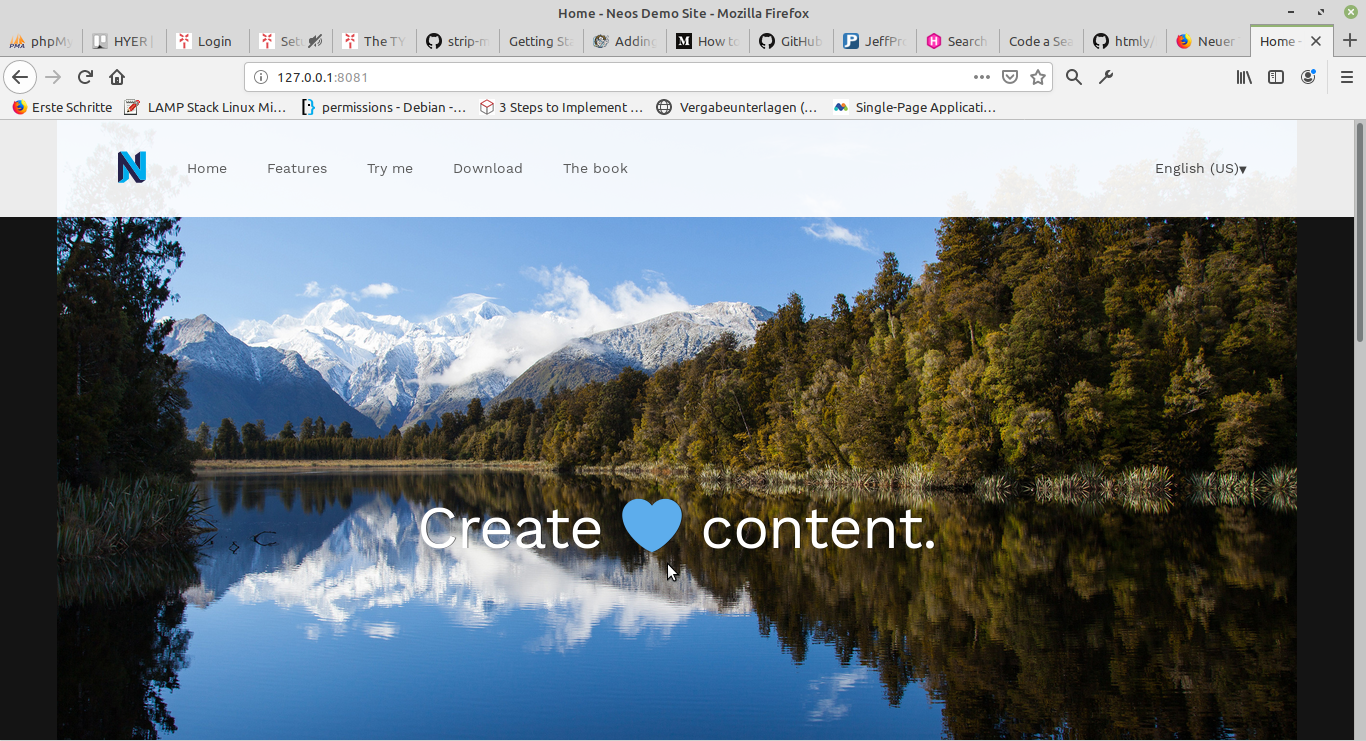 Home - Neos Demo Site - Mozilla Firefox
phpMy HYER Login Setu The TY strip-m Getting Sta Adding How to GitHub JeffPro Search Code a Sea htmly/ Neuer Home -
127.0.0.1:8081
Erste Schritte LAMP Stack Linux Mi… permissions - Debian -… 3 Steps to Implement … Vergabeunterlagen (… Single-Page Applicati…
N Home Features Try me Download The book English (US)▾
Create 💙 content.